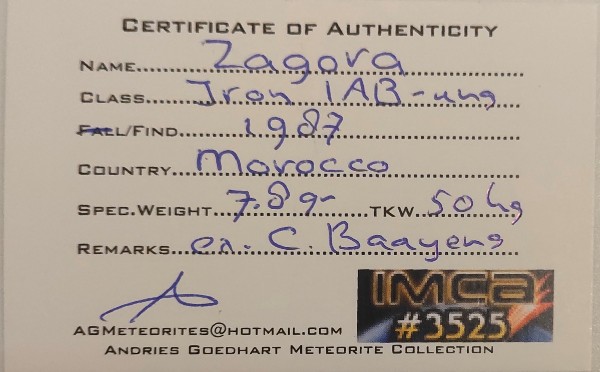 Certificate of Authenticity
Name......Zagora
Class......Iron IAB-ung
Fall/Find......1987
Country......Morocco
Spec.Weight......7.8 gr......TKW......50 kg
Remarks......ex. C. Baayens
AGMeteorites@hotmail.com
Andries Goedhart Meteorite Collection
IMCA
#3525